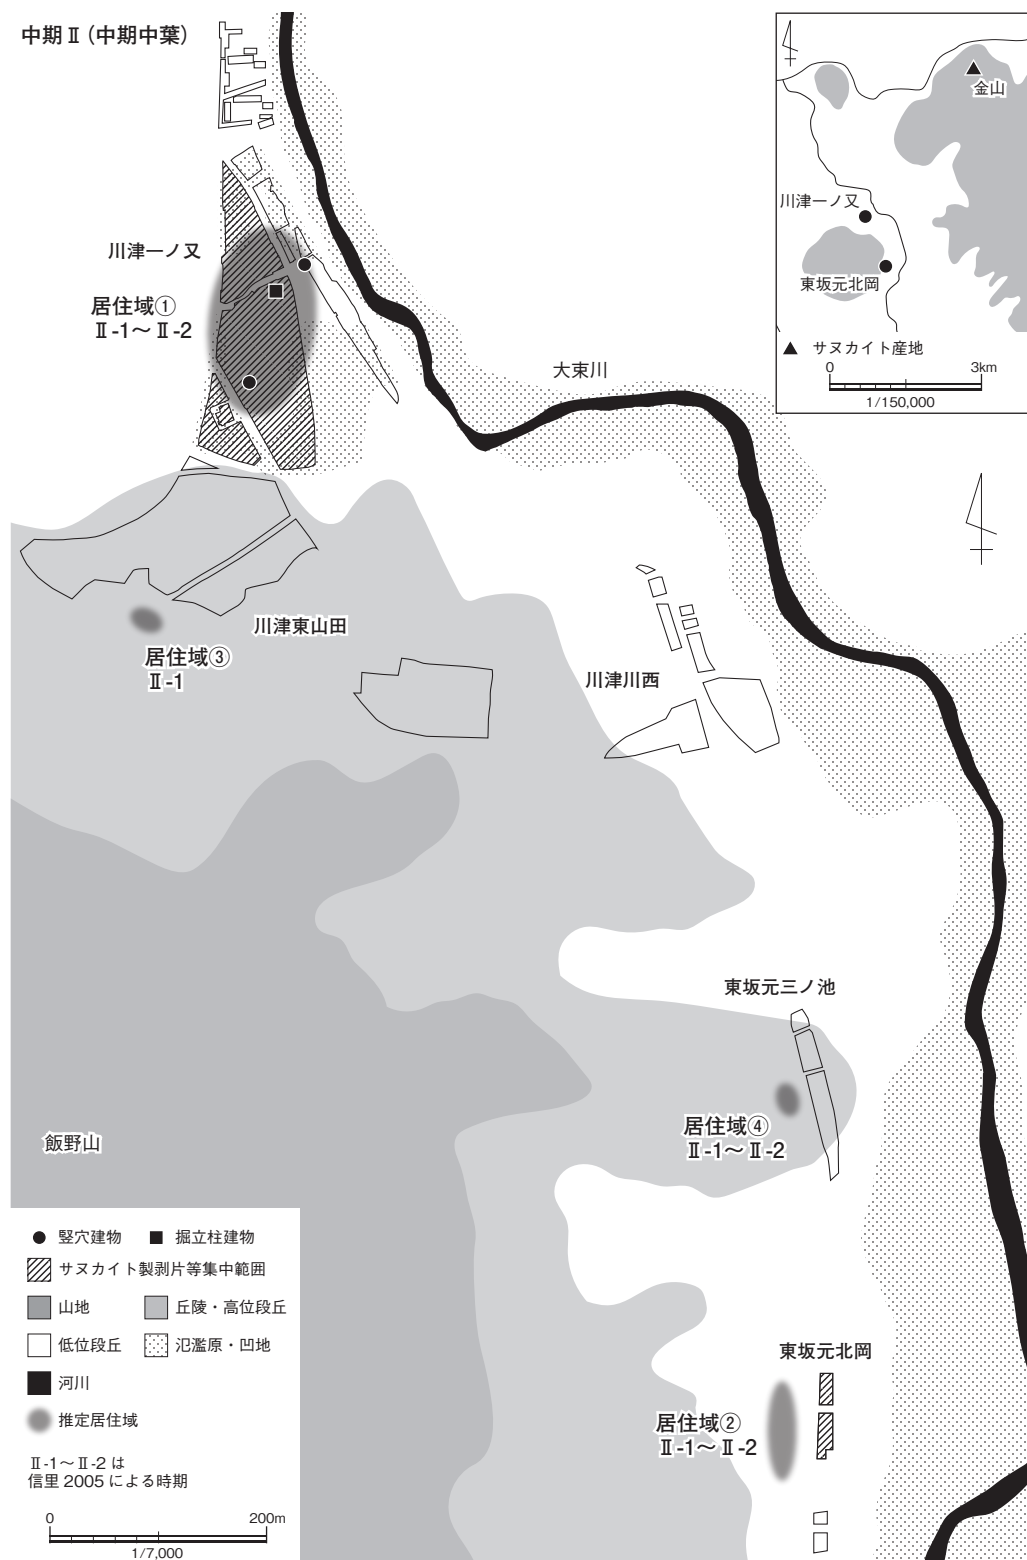 中期Ⅱ（中期中葉）
金山
川津一ノ又
東坂元北岡
サヌカイト産地
0 3km
1/150,000
川津一ノ又
居住域①
Ⅱ-1～Ⅱ-2
大束川
川津東山田
居住域③
Ⅱ-1
川津川西
東坂元三ノ池
居住域④
Ⅱ-1～Ⅱ-2
飯野山
東坂元北岡
居住域②
Ⅱ-1～Ⅱ-2
竪穴建物 掘立柱建物
サヌカイト製剥片等集中範囲
山地 丘陵・高位段丘
低位段丘 氾濫原・凹地
河川
推定居住域
Ⅱ-1～Ⅱ-2 は
信里 2005 による時期
0 200m
1/7,000